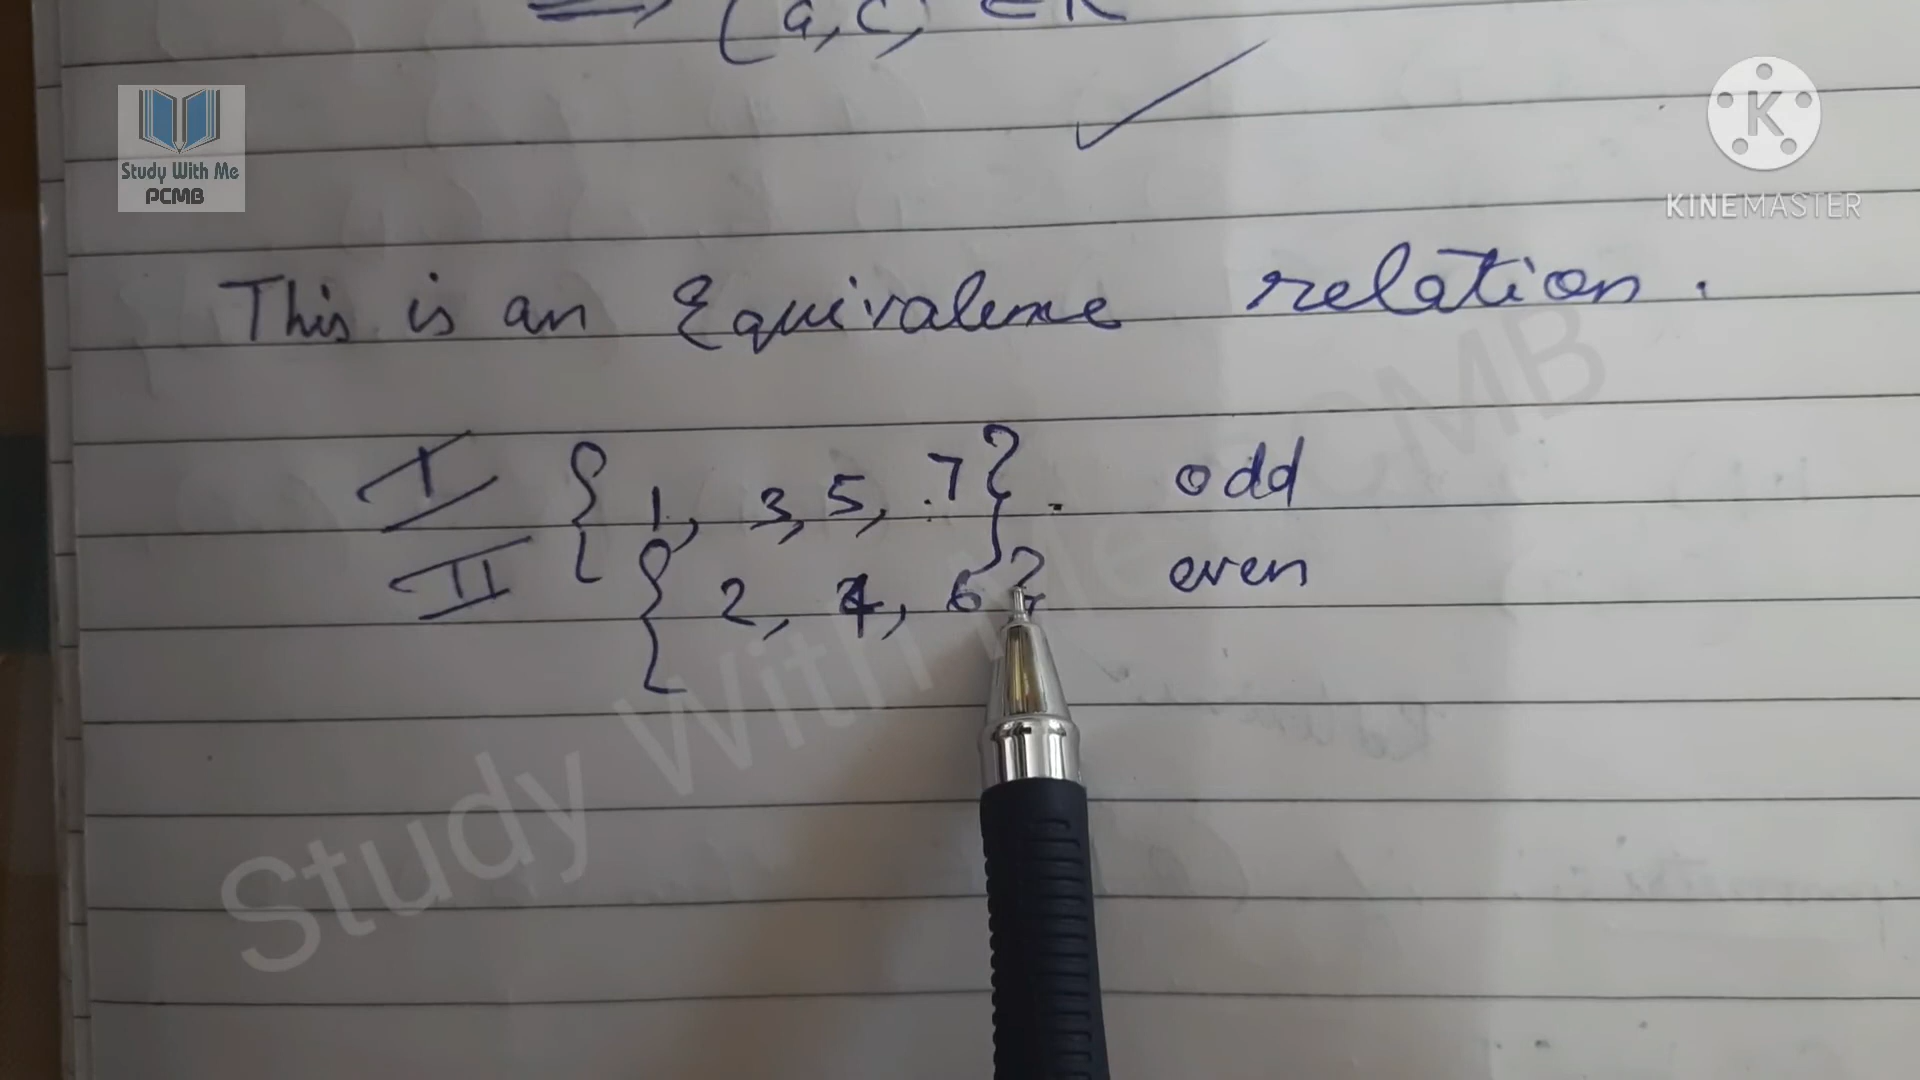 ⟹ (a, c) ∈ R
Study With Me
PCMB
K
KINEMASTER
This is an Equivalence relation.
I { 1, 3, 5, 7 } . odd
II { 2, 4, 6 } even
Study With Me PCMB